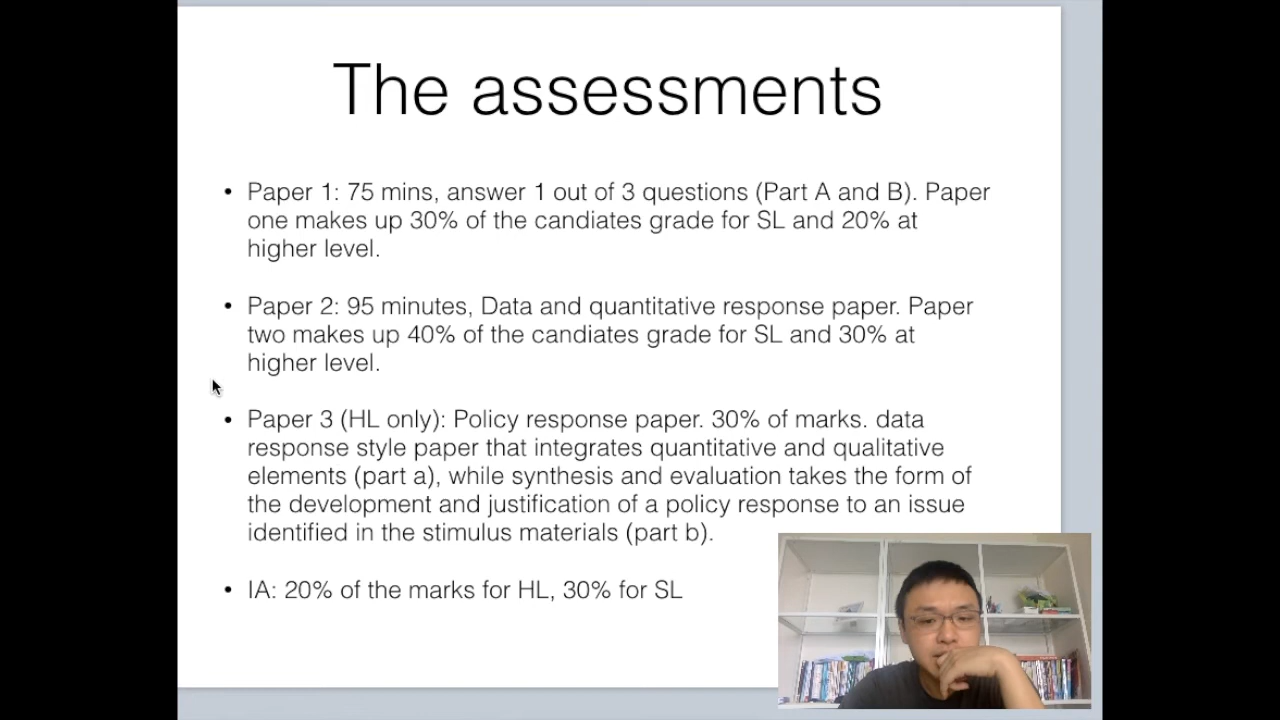 The assessments
• Paper 1: 75 mins, answer 1 out of 3 questions (Part A and B). Paper
one makes up 30% of the candiates grade for SL and 20% at
higher level.
• Paper 2: 95 minutes, Data and quantitative response paper. Paper
two makes up 40% of the candiates grade for SL and 30% at
higher level.
• Paper 3 (HL only): Policy response paper. 30% of marks. data
response style paper that integrates quantitative and qualitative
elements (part a), while synthesis and evaluation takes the form of
the development and justification of a policy response to an issue
identified in the stimulus materials (part b).
• IA: 20% of the marks for HL, 30% for SL